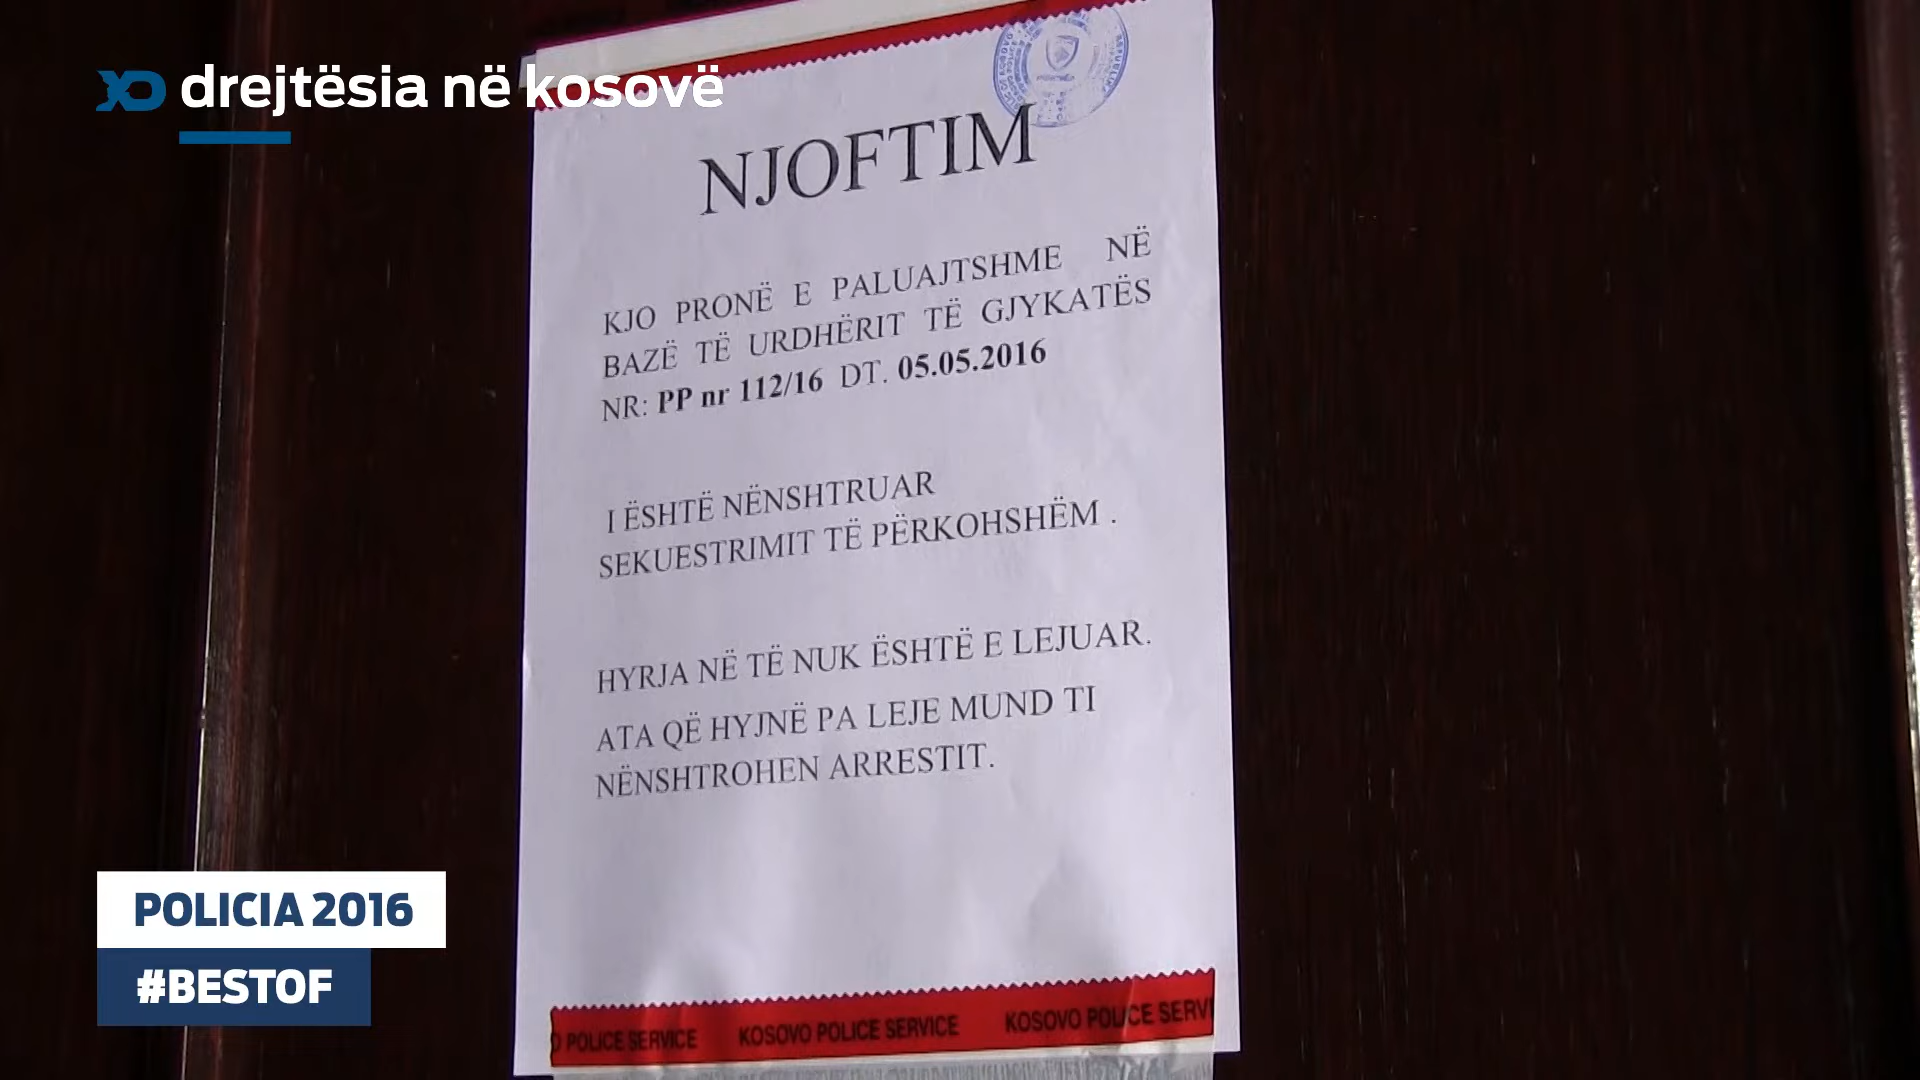 drejtësia në kosovë
NJOFTIM
KJO PRONË E PALUAJTSHME NË
BAZË TË URDHËRIT TË GJYKATËS
NR: PP nr 112/16 DT. 05.05.2016
I ËSHTË NËNSHTRUAR
SEKUESTRIMIT TË PËRKOHSHËM .
HYRJA NË TË NUK ËSHTË E LEJUAR.
ATA QË HYJNË PA LEJE MUND TI
NËNSHTROHEN ARRESTIT.
POLICIA 2016
#BESTOF
O POLICE SERVICE KOSOVO POLICE SERVICE KOSOVO POLICE SERVI